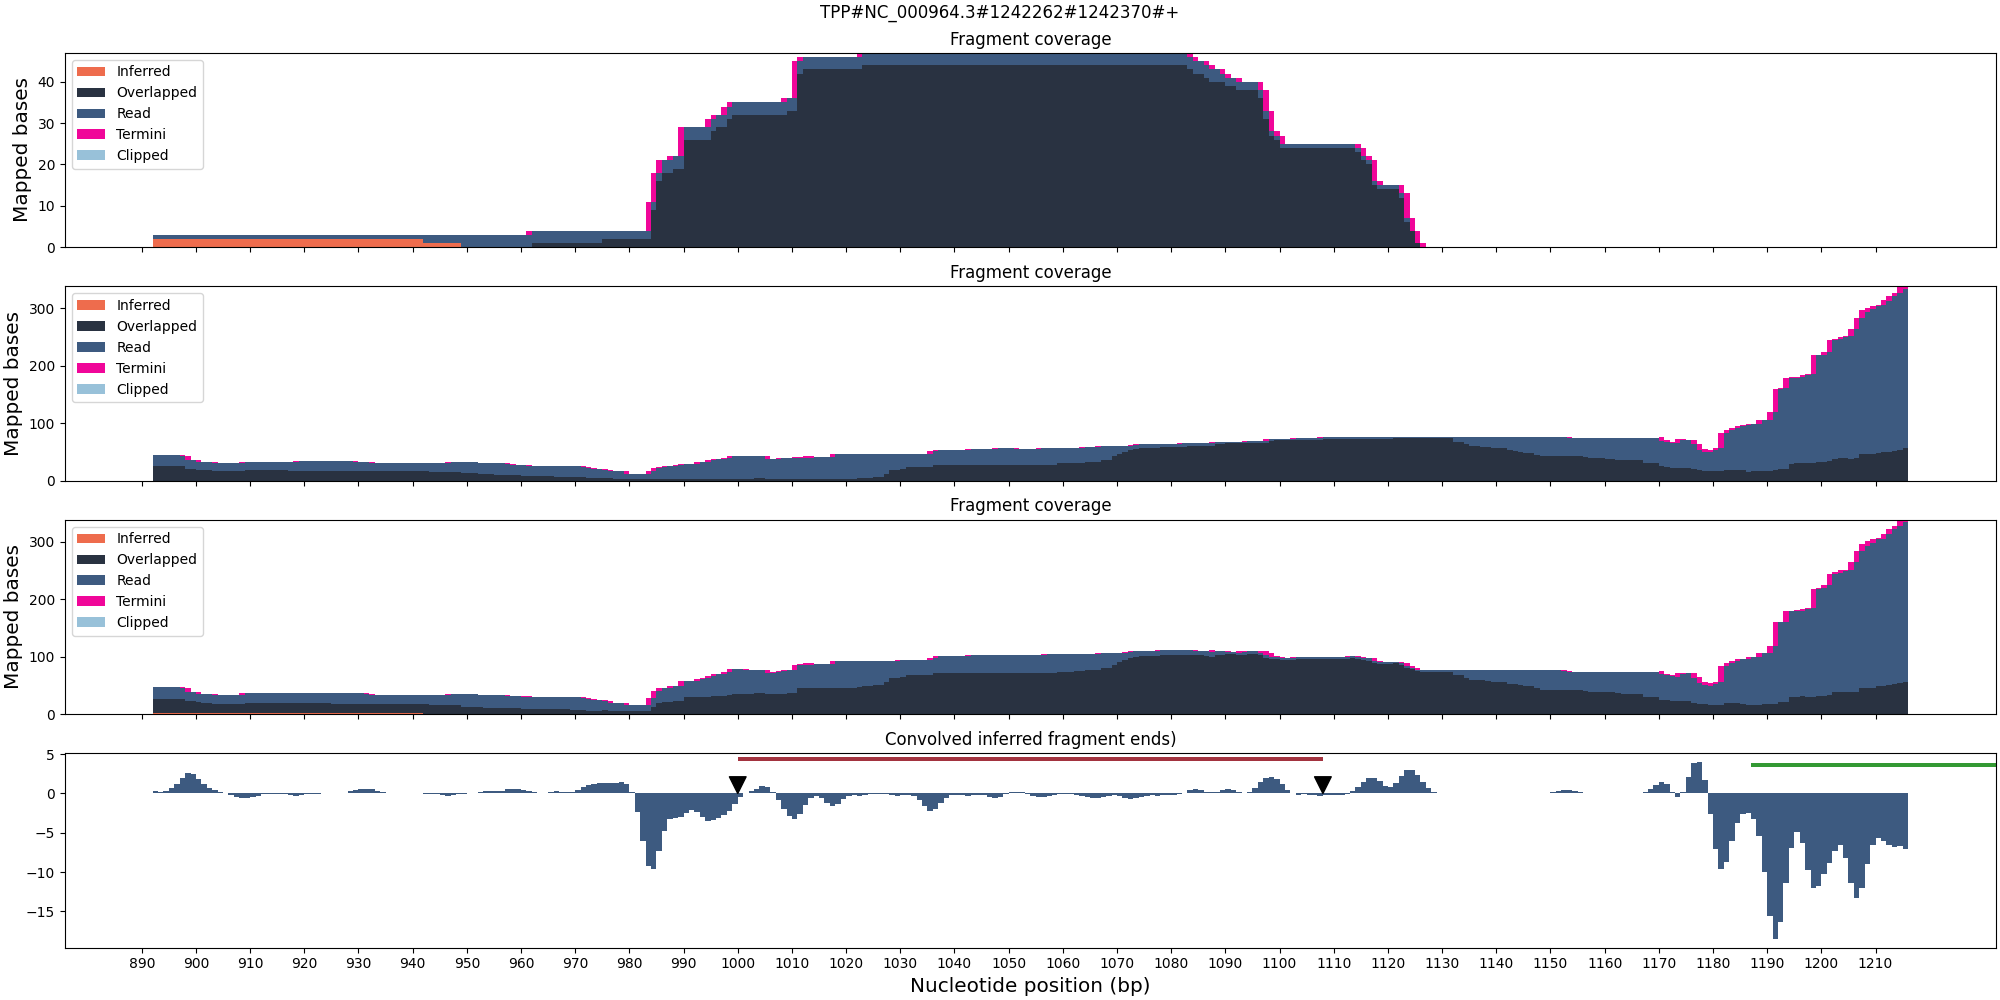 TPP#NC_000964.3#1242262#1242370#+
Fragment coverage
Mapped bases
40
30
20
10
0
Inferred
Overlapped
Read
Termini
Clipped
Fragment coverage
Mapped bases
300
200
100
0
Inferred
Overlapped
Read
Termini
Clipped
Fragment coverage
Mapped bases
300
200
100
0
Inferred
Overlapped
Read
Termini
Clipped
Convolved inferred fragment ends)
5
0
−5
−10
−15
890 900 910 920 930 940 950 960 970 980 990 1000 1010 1020 1030 1040 1050 1060 1070 1080 1090 1100 1110 1120 1130 1140 1150 1160 1170 1180 1190 1200 1210
Nucleotide position (bp)